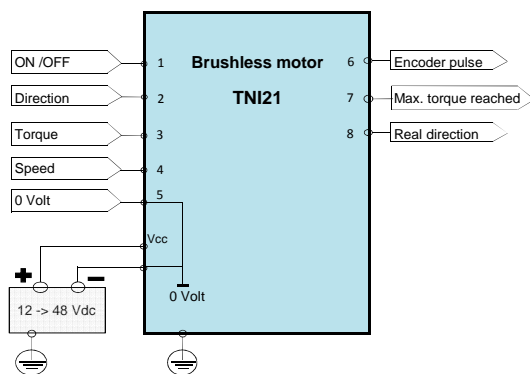 ON /OFF
Direction
Torque
Speed
0 Volt
1
2
3
4
5
Vcc
+
−
12 -> 48 Vdc
Brushless motor
TNI21
0 Volt
6
7
8
Encoder pulse
Max. torque reached
Real direction